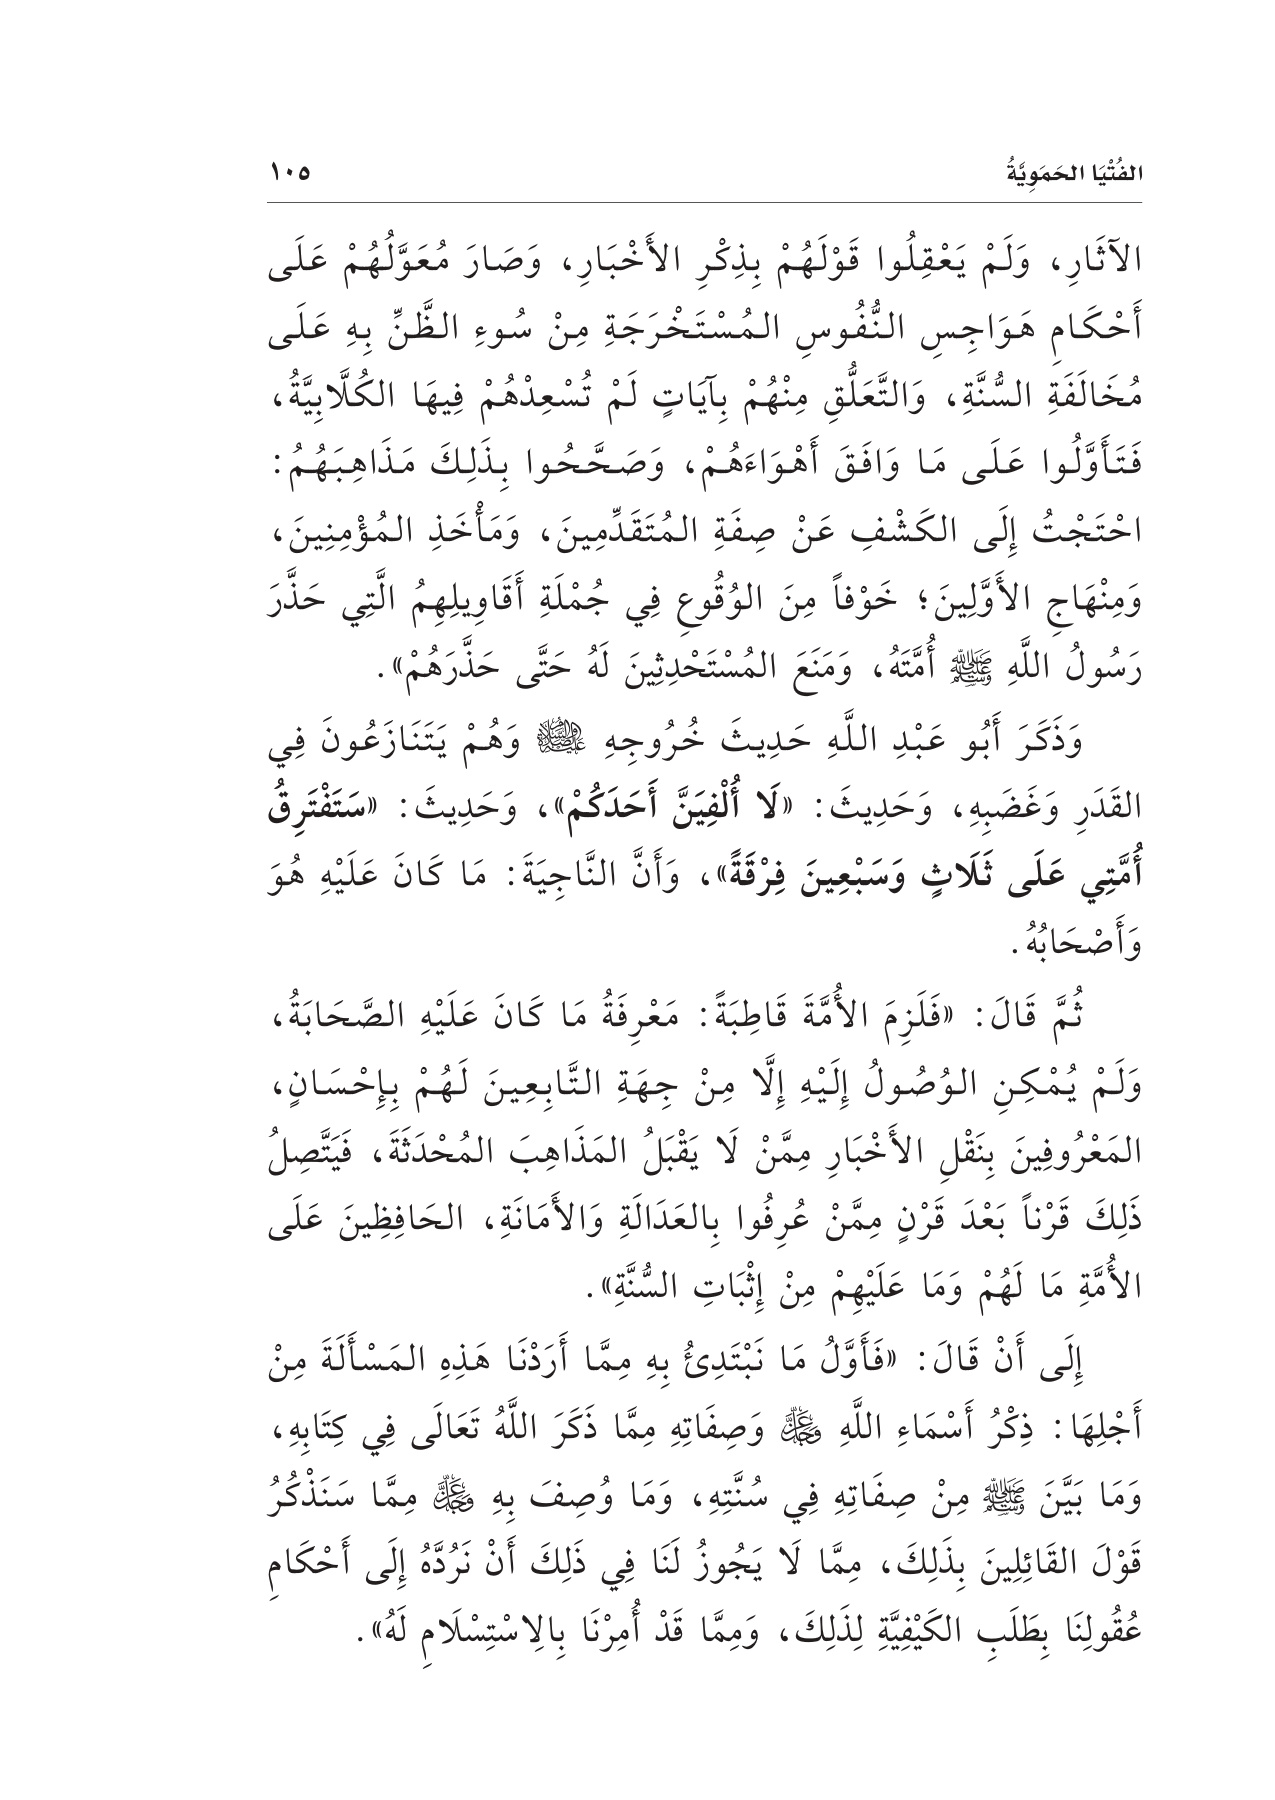 الفُتْيَا الحَمَوِيَّةُ ١٠٥
الآثَارِ، وَلَمْ يَعْقِلُوا قَوْلَهُمْ بِذِكْرِ الأَخْبَارِ، وَصَارَ مُعَوَّلُهُمْ عَلَى
أَحْكَامِ هَوَاجِسِ النُّفُوسِ المُسْتَخْرَجَةِ مِنْ سُوءِ الظَّنِّ بِهِ عَلَى
مُخَالَفَةِ السُّنَّةِ، وَالتَّعَلُّقِ مِنْهُمْ بِآيَاتٍ لَمْ تُسْعِدْهُمْ فِيهَا الكُلَّابِيَّةُ،
فَتَأَوَّلُوا عَلَى مَا وَافَقَ أَهْوَاءَهُمْ، وَصَحَّحُوا بِذَلِكَ مَذَاهِبَهُمُ:
احْتَجْتُ إِلَى الكَشْفِ عَنْ صِفَةِ المُتَقَدِّمِينَ، وَمَأْخَذِ المُؤْمِنِينَ،
وَمِنْهَاجِ الأَوَّلِينَ؛ خَوْفاً مِنَ الوُقُوعِ فِي جُمْلَةِ أَقَاوِيلِهِمُ الَّتِي حَذَّرَ
رَسُولُ اللَّهِ ﷺ أُمَّتَهُ، وَمَنَعَ المُسْتَحْدِثِينَ لَهُ حَتَّى حَذَّرَهُمْ».
وَذَكَرَ أَبُو عَبْدِ اللَّهِ حَدِيثَ خُرُوجِهِ عَلَيْهِ الصَّلَاةُ وَالسَّلَامُ وَهُمْ يَتَنَازَعُونَ فِي
القَدَرِ وَغَضَبِهِ، وَحَدِيثَ: «لَا أُلْفِيَنَّ أَحَدَكُمْ»، وَحَدِيثَ: «سَتَفْتَرِقُ
أُمَّتِي عَلَى ثَلَاثٍ وَسَبْعِينَ فِرْقَةً»، وَأَنَّ النَّاجِيَةَ: مَا كَانَ عَلَيْهِ هُوَ
وَأَصْحَابُهُ.
ثُمَّ قَالَ: «فَلَزِمَ الأُمَّةَ قَاطِبَةً: مَعْرِفَةُ مَا كَانَ عَلَيْهِ الصَّحَابَةُ،
وَلَمْ يُمْكِنِ الوُصُولُ إِلَيْهِ إِلَّا مِنْ جِهَةِ التَّابِعِينَ لَهُمْ بِإِحْسَانٍ،
المَعْرُوفِينَ بِنَقْلِ الأَخْبَارِ مِمَّنْ لَا يَقْبَلُ المَذَاهِبَ المُحْدَثَةَ، فَيَتَّصِلُ
ذَلِكَ قَرْناً بَعْدَ قَرْنٍ مِمَّنْ عُرِفُوا بِالعَدَالَةِ وَالأَمَانَةِ، الحَافِظِينَ عَلَى
الأُمَّةِ مَا لَهُمْ وَمَا عَلَيْهِمْ مِنْ إِثْبَاتِ السُّنَّةِ».
إِلَى أَنْ قَالَ: «فَأَوَّلُ مَا نَبْتَدِئُ بِهِ مِمَّا أَرَدْنَا هَذِهِ المَسْأَلَةَ مِنْ
أَجْلِهَا: ذِكْرُ أَسْمَاءِ اللَّهِ عَزَّ وَجَلَّ وَصِفَاتِهِ مِمَّا ذَكَرَ اللَّهُ تَعَالَى فِي كِتَابِهِ،
وَمَا بَيَّنَ ﷺ مِنْ صِفَاتِهِ فِي سُنَّتِهِ، وَمَا وُصِفَ بِهِ عَزَّ وَجَلَّ مِمَّا سَنَذْكُرُ
قَوْلَ القَائِلِينَ بِذَلِكَ، مِمَّا لَا يَجُوزُ لَنَا فِي ذَلِكَ أَنْ نَرُدَّهُ إِلَى أَحْكَامِ
عُقُولِنَا بِطَلَبِ الكَيْفِيَّةِ لِذَلِكَ، وَمِمَّا قَدْ أُمِرْنَا بِالِاسْتِسْلَامِ لَهُ».